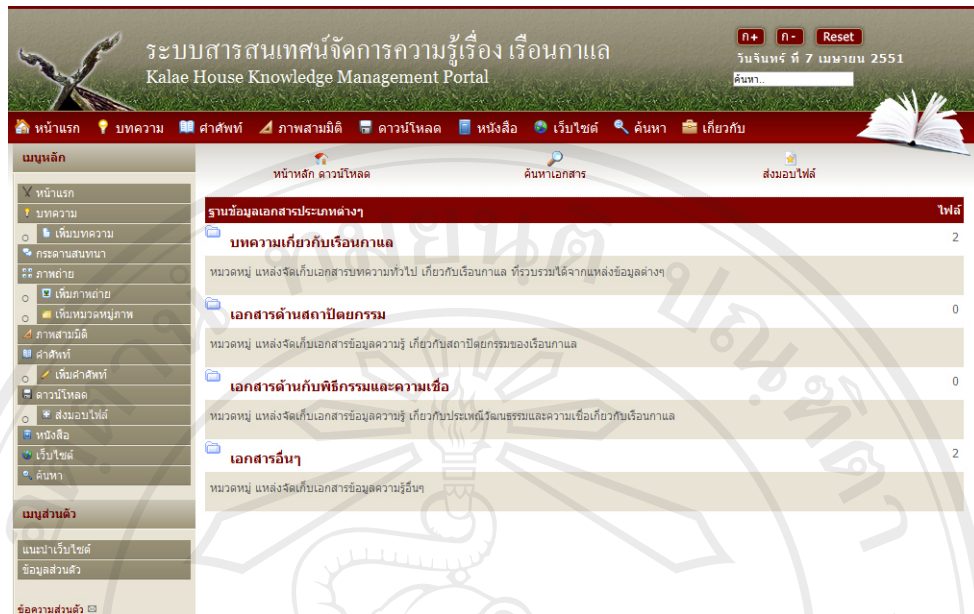 ระบบสารสนเทศน์จัดการความรู้เรื่อง เรือนกาแล
Kalae House Knowledge Management Portal
ก+ ก- Reset
วันจันทร์ ที่ 7 เมษายน 2551
ค้นหา..
หน้าแรก บทความ คำศัพท์ ภาพสามมิติ ดาวน์โหลด หนังสือ เว็บไซต์ ค้นหา เกี่ยวกับ
เมนูหลัก
หน้าแรก
บทความ
เพิ่มบทความ
กระดานสนทนา
ภาพถ่าย
เพิ่มภาพถ่าย
เพิ่มหมวดหมู่ภาพ
ภาพสามมิติ
คำศัพท์
เพิ่มคำศัพท์
ดาวน์โหลด
ส่งมอบไฟล์
หนังสือ
เว็บไซต์
ค้นหา
เมนูส่วนตัว
แนะนำเว็บไซต์
ข้อมูลส่วนตัว
ข้อความส่วนตัว
หน้าหลัก ดาวน์โหลด ค้นหาเอกสาร ส่งมอบไฟล์
ฐานข้อมูลเอกสารประเภทต่างๆ ไฟล์
บทความเกี่ยวกับเรือนกาแล 2
หมวดหมู่ แหล่งจัดเก็บเอกสารบทความทั่วไป เกี่ยวกับเรือนกาแล ที่รวบรวมได้จากแหล่งข้อมูลต่างๆ
เอกสารด้านสถาปัตยกรรม 0
หมวดหมู่ แหล่งจัดเก็บเอกสารข้อมูลความรู้ เกี่ยวกับสถาปัตยกรรมของเรือนกาแล
เอกสารด้านกับพิธีกรรมและความเชื่อ 0
หมวดหมู่ แหล่งจัดเก็บเอกสารข้อมูลความรู้ เกี่ยวกับประเพณีวัฒนธรรมและความเชื่อเกี่ยวกับเรือนกาแล
เอกสารอื่นๆ 2
หมวดหมู่ แหล่งจัดเก็บเอกสารข้อมูลความรู้อื่นๆ